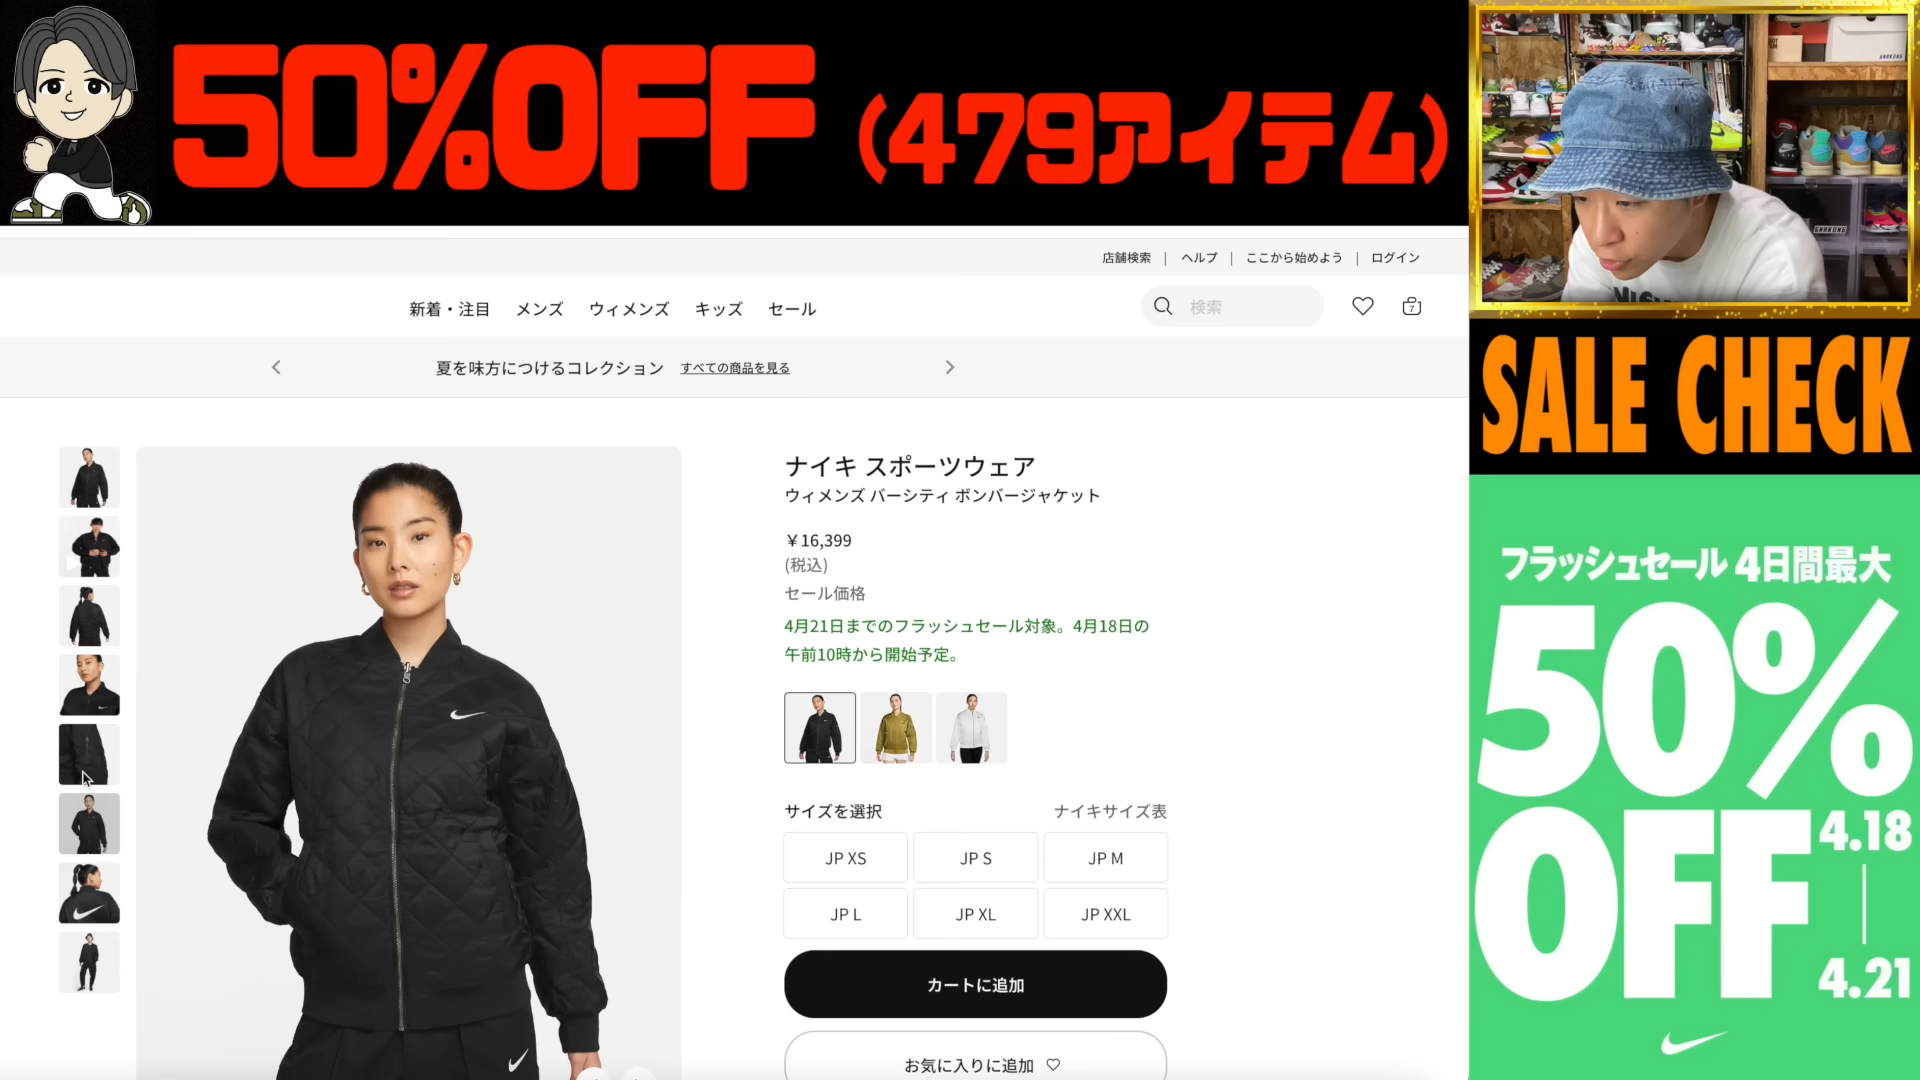 50%OFF (479アイテム)
店舗検索 | ヘルプ | ここから始めよう | ログイン
新着・注目 メンズ ウィメンズ キッズ セール
検索
7
夏を味方につけるコレクション すべての商品を見る
ナイキ スポーツウェア
ウィメンズ バーシティ ボンバージャケット
¥16,399
(税込)
セール価格
4月21日までのフラッシュセール対象。4月18日の
午前10時から開始予定。
サイズを選択 ナイキサイズ表
JP XS JP S JP M
JP L JP XL JP XXL
カートに追加
お気に入りに追加
SALE CHECK
フラッシュセール 4日間最大
50%
OFF
4.18
4.21